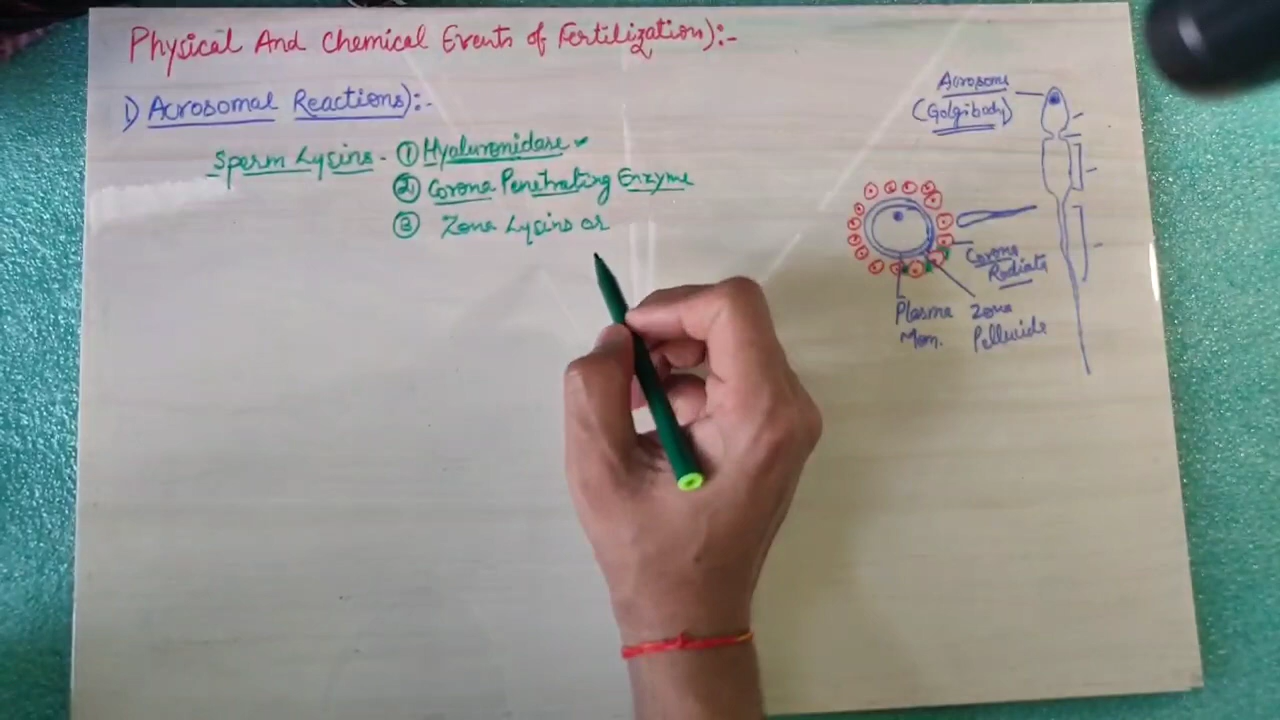 Physical And Chemical Events of Fertilization):-
1) Acrosomal Reactions):-
Sperm Lysins - ① Hyaluronidase
② Corona Penetrating Enzyme
③ Zona Lysins or
Acrosome
(Golgibody)
Corona
Radiata
Plasma
Mem.
Zona
Pellucida